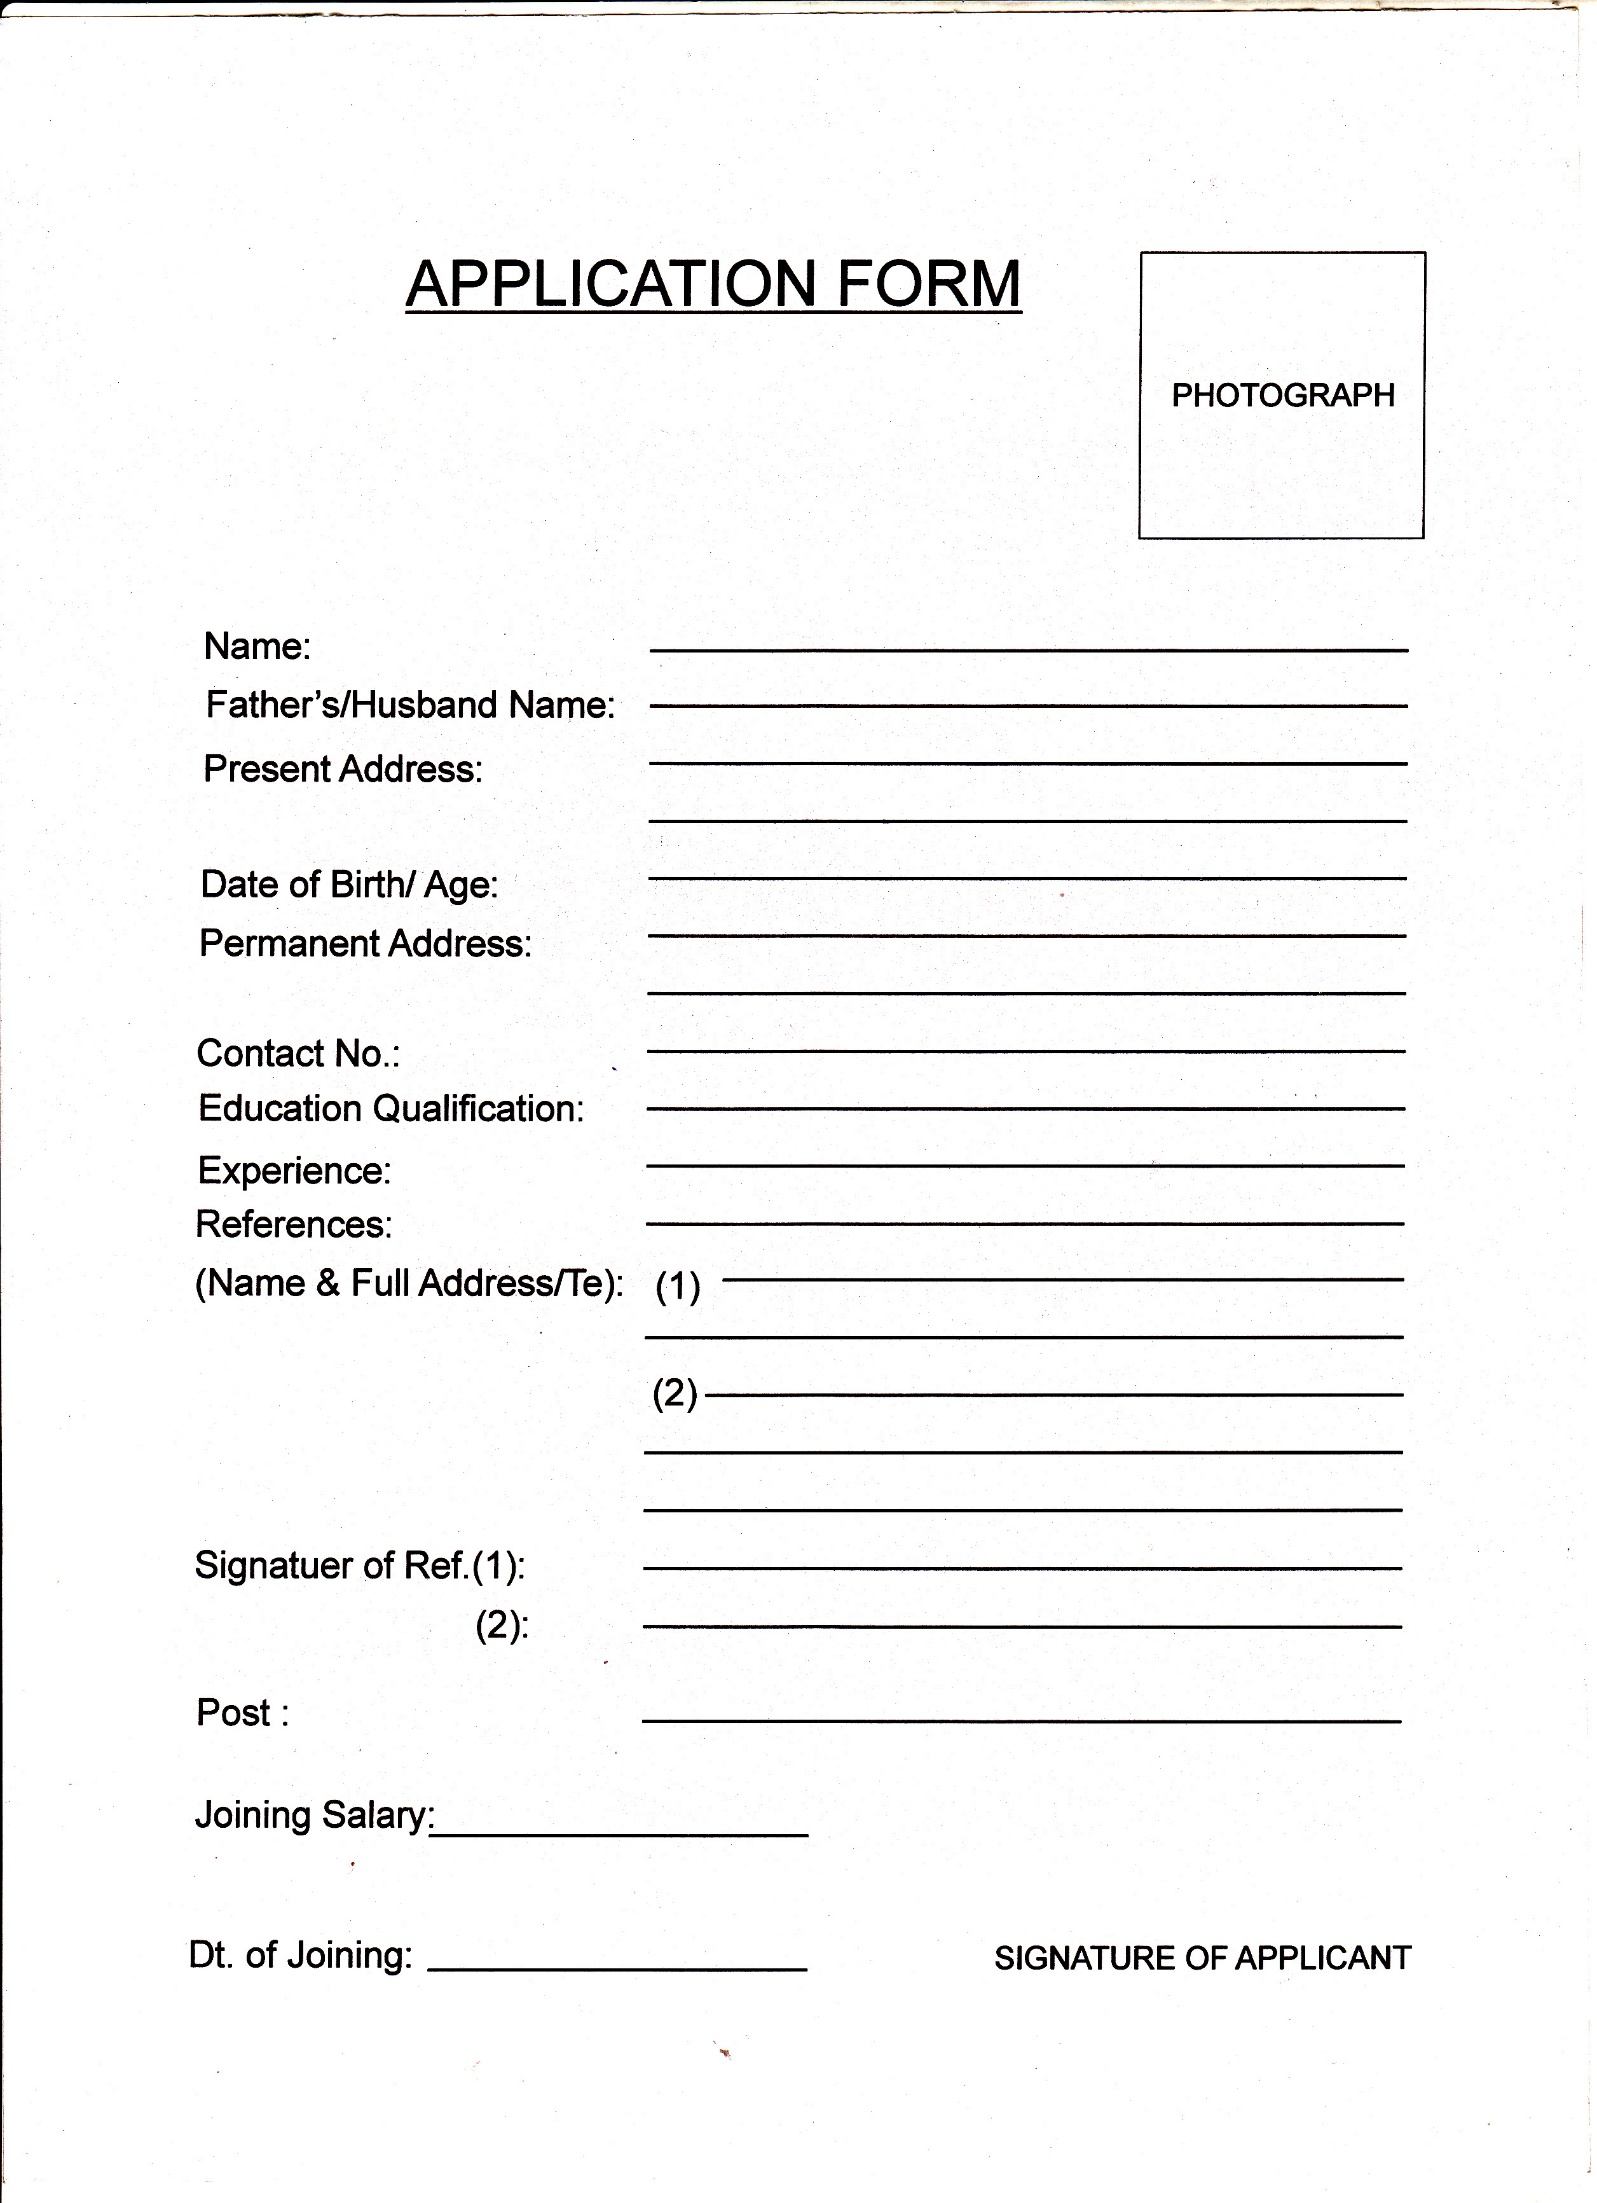 APPLICATION FORM
PHOTOGRAPH
Name:
Father's/Husband Name:
Present Address:
Date of Birth/ Age:
Permanent Address:
Contact No.:
Education Qualification:
Experience:
References:
(Name & Full Address/Te): (1)
(2)
Signatuer of Ref.(1):
(2):
Post :
Joining Salary:
Dt. of Joining:
SIGNATURE OF APPLICANT